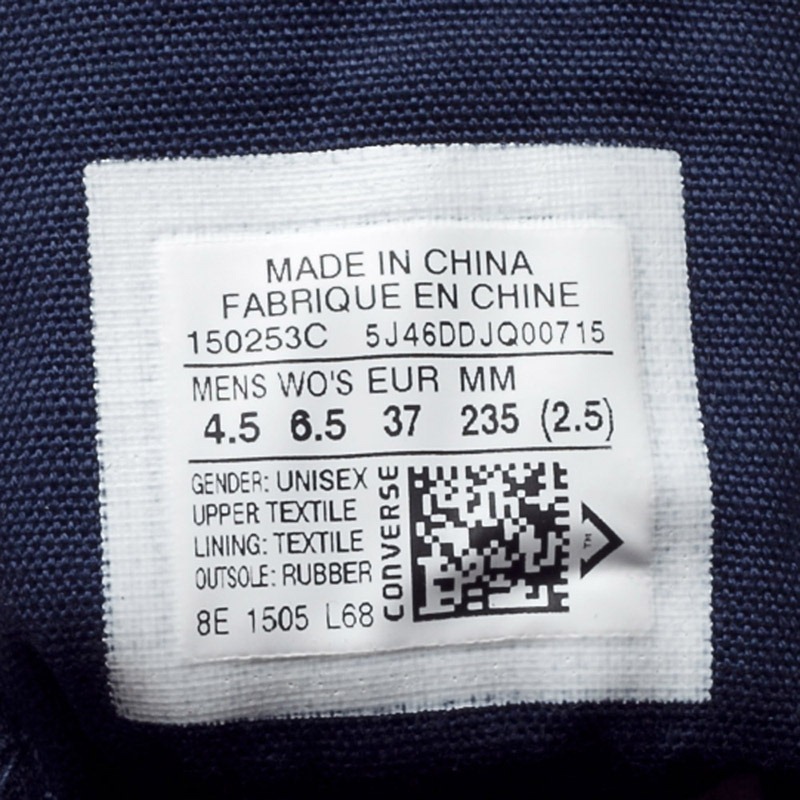 MADE IN CHINA
FABRIQUE EN CHINE
150253C 5J46DDJQ00715
MENS WO'S EUR MM
4.5 6.5 37 235 (2.5)
GENDER: UNISEX
UPPER TEXTILE
LINING: TEXTILE
OUTSOLE: RUBBER
8E 1505 L68
CONVERSE
TM